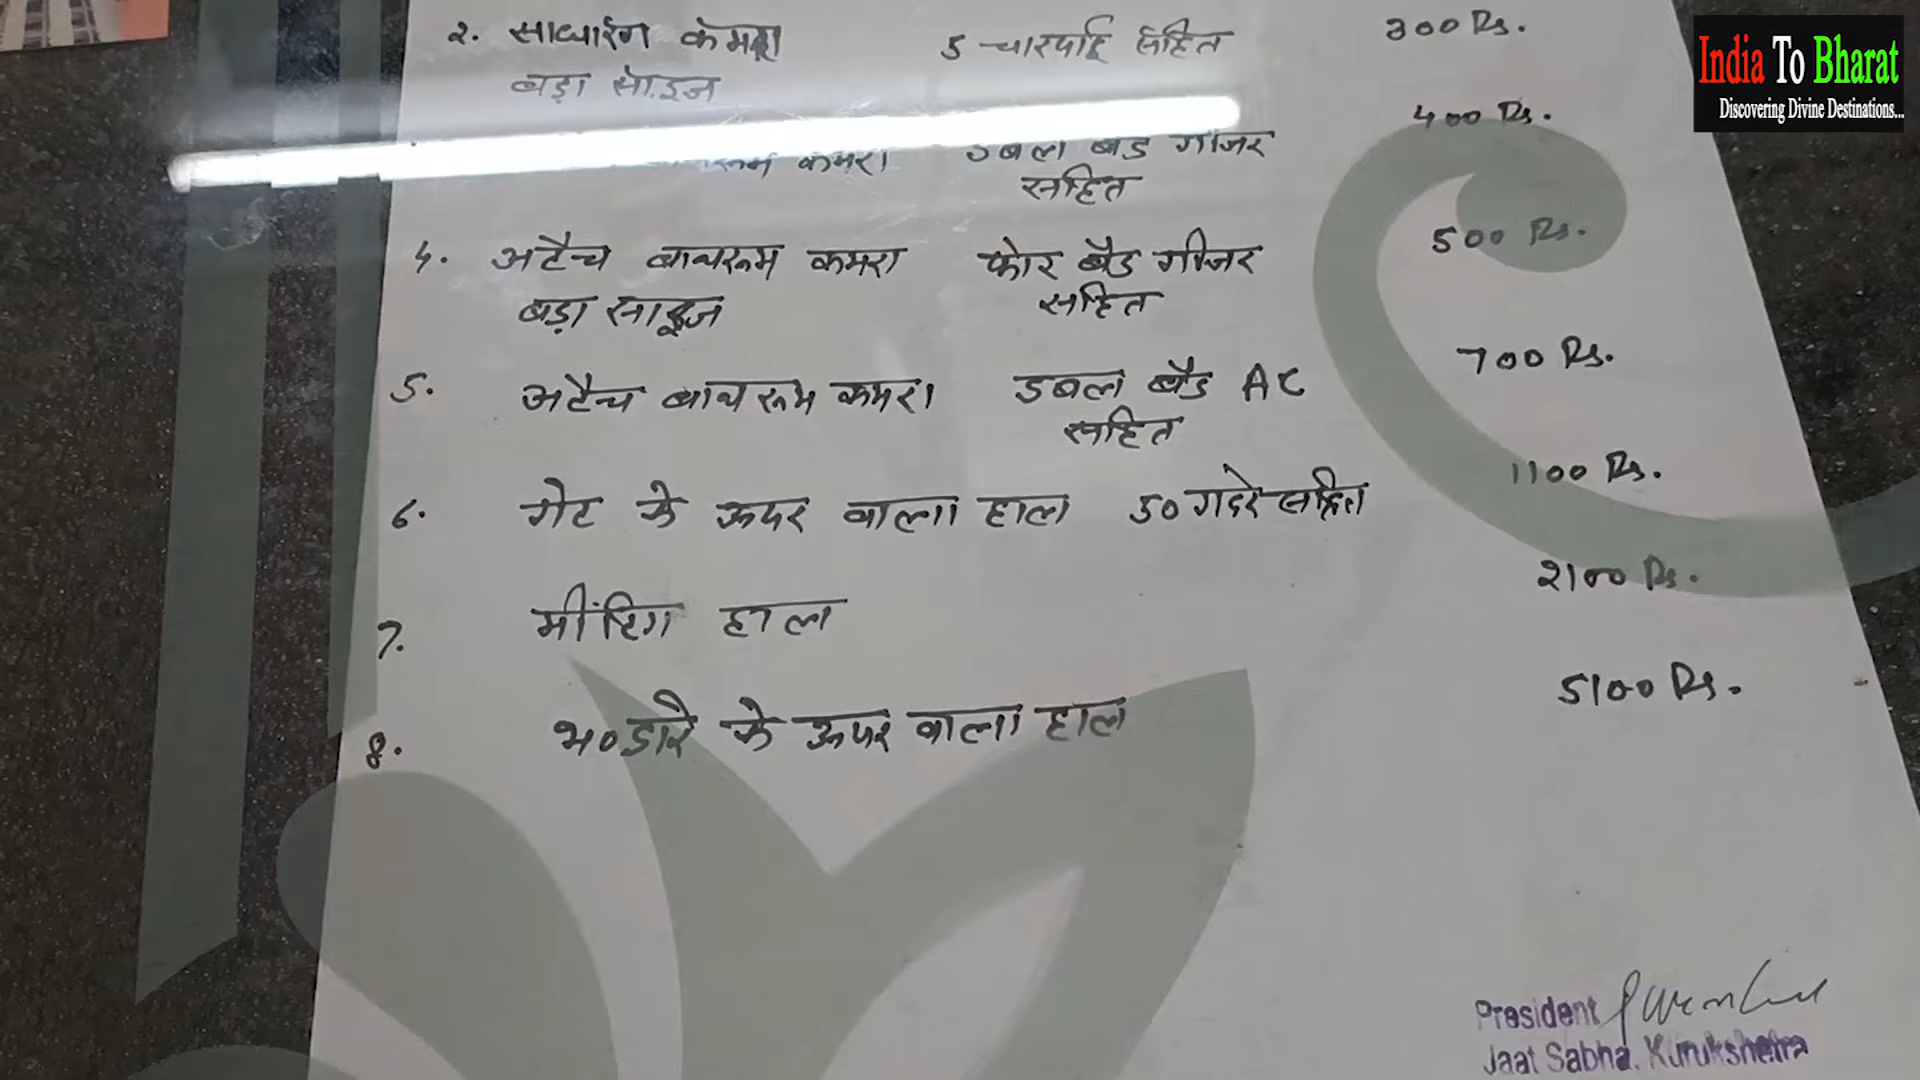 India To Bharat
Discovering Divine Destinations...
२. साधारण कमरा 5 चारपाई सहित 300 Rs.
बड़ा साईज
कमरा डबल बैड गीजर 400 Rs.
सहित
4. अटैच बाथरूम कमरा फोर बैड गीजर 500 Rs.
बड़ा साइज सहित
5. अटैच बाथरूम कमरा डबल बैड AC 700 Rs.
सहित
6. गेट के ऊपर वाला हाल 50 गद्दे सहित 1100 Rs.
7. मीटिंग हाल 2100 Rs.
8. भण्डारे के ऊपर वाला हाल 5100 Rs.
President
Jaat Sabha, Kurukshetra